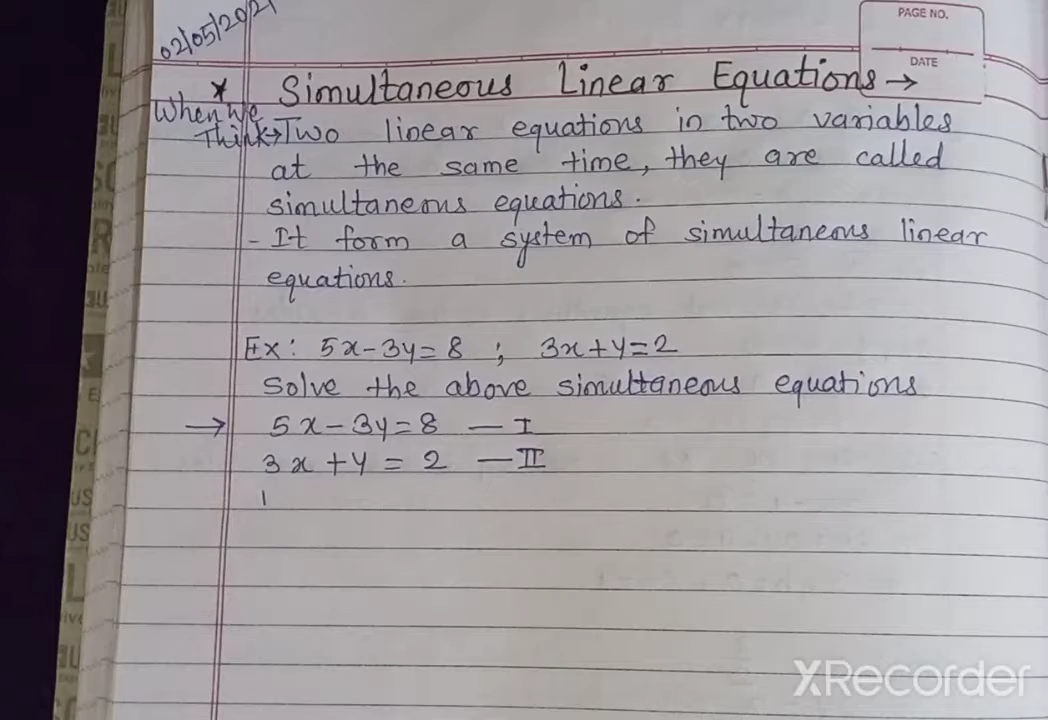 02/05/202
PAGE NO.
DATE
* Simultaneous Linear Equations →
When we
Think→Two linear equations in two variables
at the same time, they are called
simultaneous equations.
- It form a system of simultaneous linear
equations.
Ex: 5x-3y=8 ; 3x+y=2
Solve the above simultaneous equations
→ 5x-3y=8 — I
3x+y=2 — II
XRecorder